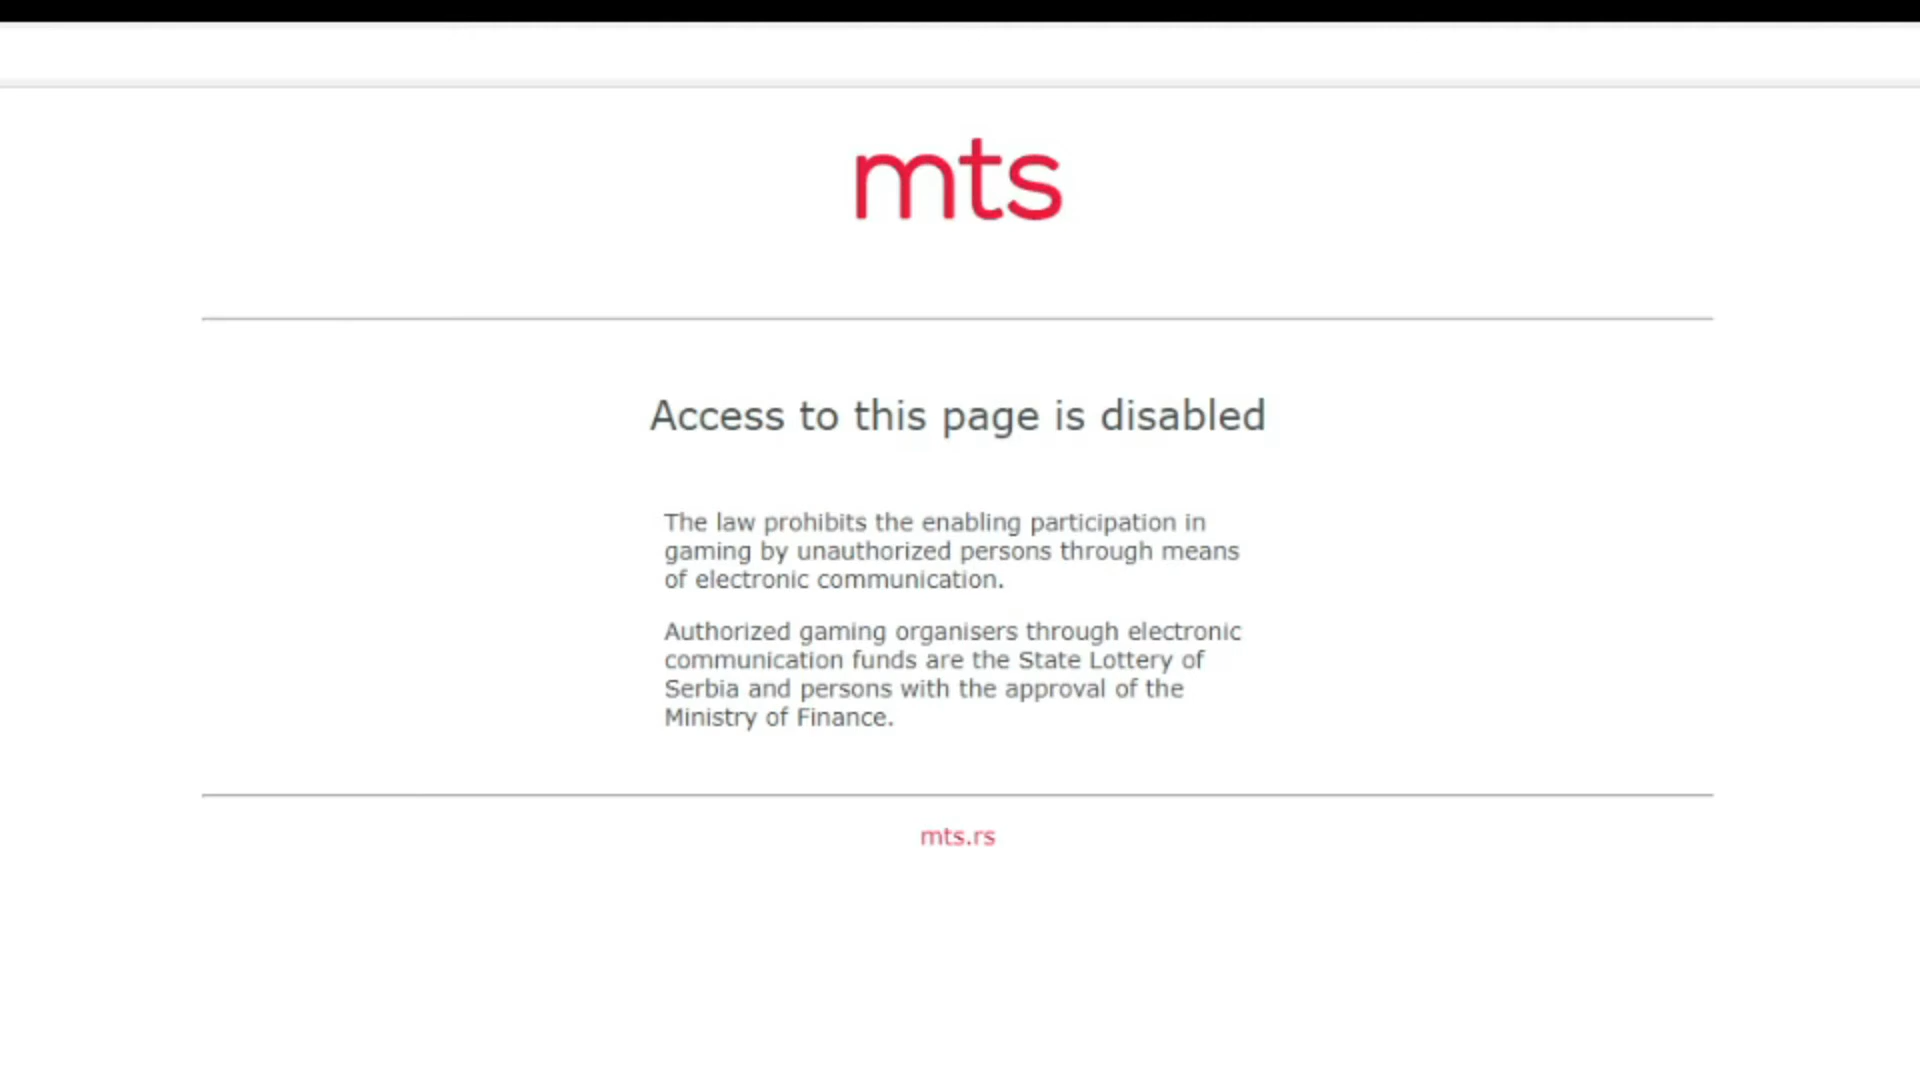 mts
Access to this page is disabled
The law prohibits the enabling participation in
gaming by unauthorized persons through means
of electronic communication.
Authorized gaming organisers through electronic
communication funds are the State Lottery of
Serbia and persons with the approval of the
Ministry of Finance.
mts.rs